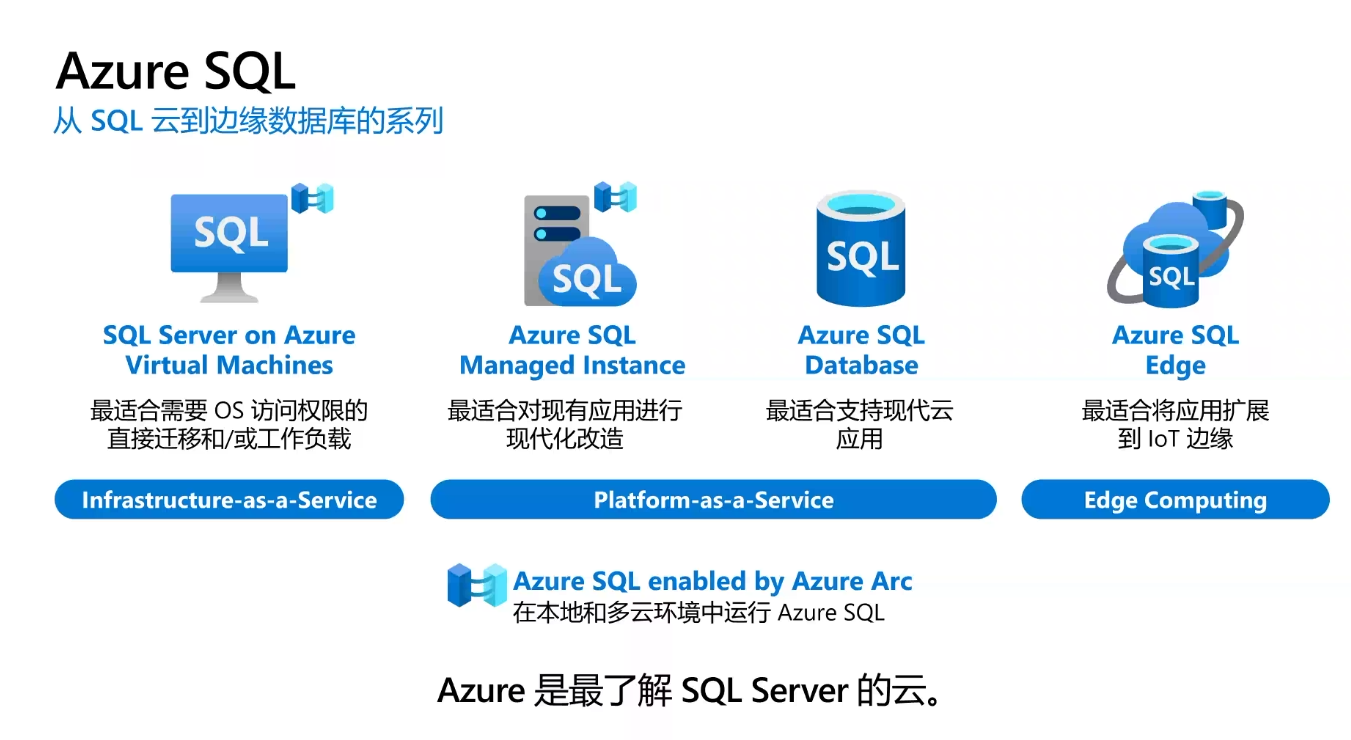 Azure SQL
从 SQL 云到边缘数据库的系列
SQL
SQL
SQL
SQL
SQL Server on Azure
Virtual Machines
最适合需要 OS 访问权限的
直接迁移和/或工作负载
Azure SQL
Managed Instance
最适合对现有应用进行
现代化改造
Azure SQL
Database
最适合支持现代云
应用
Azure SQL
Edge
最适合将应用扩展
到 IoT 边缘
Infrastructure-as-a-Service
Platform-as-a-Service
Edge Computing
Azure SQL enabled by Azure Arc
在本地和多云环境中运行 Azure SQL
Azure 是最了解 SQL Server 的云。